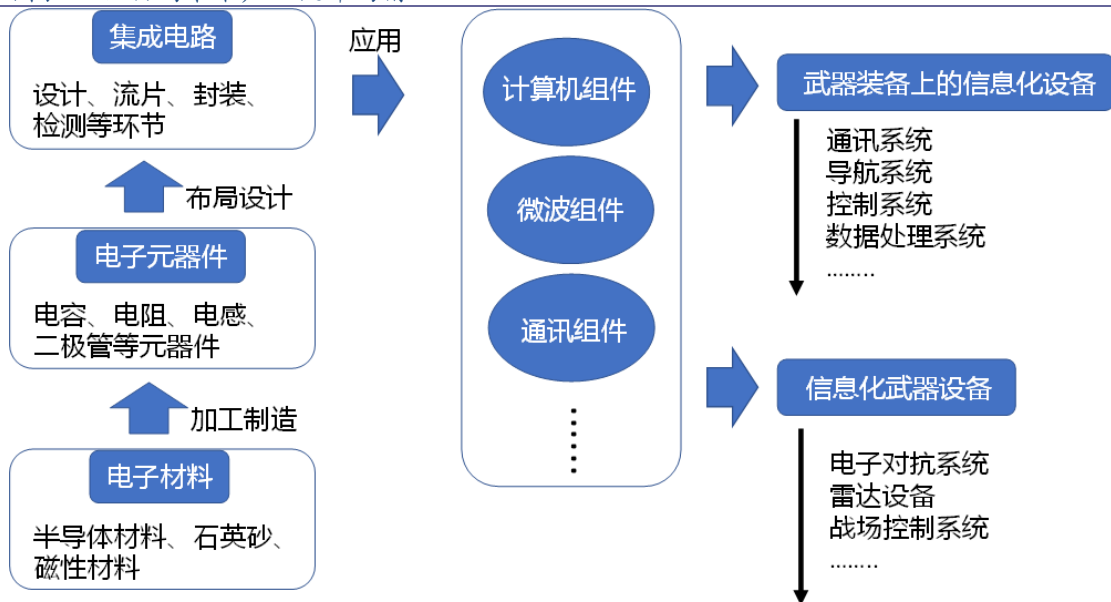 集成电路
设计、流片、封装、
检测等环节
布局设计
电子元器件
电容、电阻、电感、
二极管等元器件
加工制造
电子材料
半导体材料、石英砂、
磁性材料
应用
计算机组件
微波组件
通讯组件
武器装备上的信息化设备
通讯系统
导航系统
控制系统
数据处理系统
........
信息化武器设备
电子对抗系统
雷达设备
战场控制系统
........